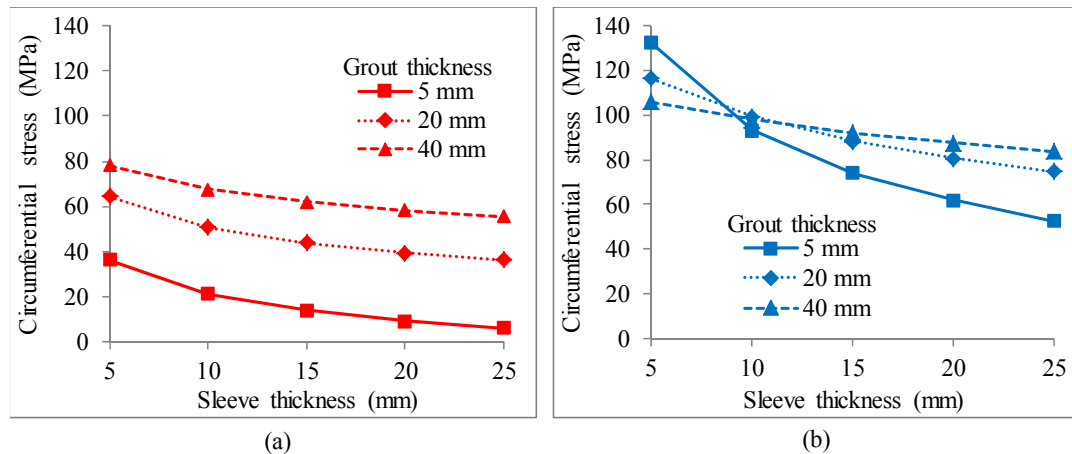 140
120
100
80
60
40
20
0
Circumferential stress (MPa)
Grout thickness
5 mm
20 mm
40 mm
5 10 15 20 25
Sleeve thickness (mm)
(a)
140
120
100
80
60
40
20
0
Circumferential stress (MPa)
Grout thickness
5 mm
20 mm
40 mm
5 10 15 20 25
Sleeve thickness (mm)
(b)